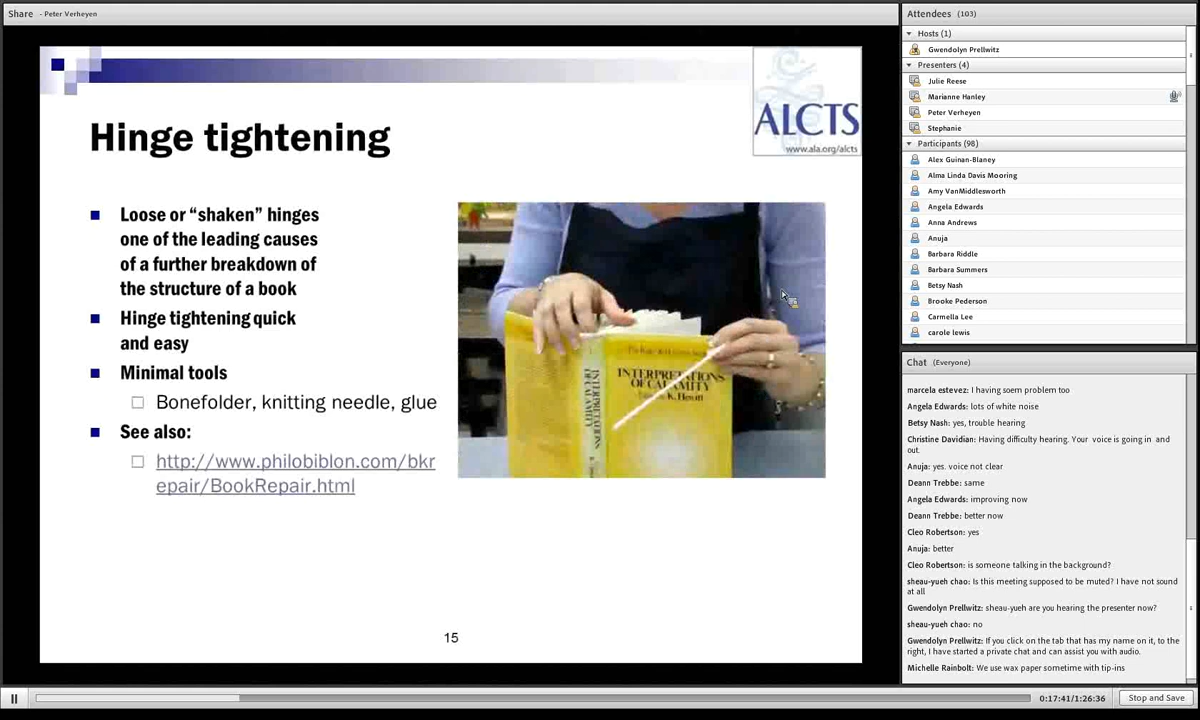 Share - Peter Verheyen
ALCTS
www.ala.org/alcts
Hinge tightening
Loose or “shaken” hinges
one of the leading causes
of a further breakdown of
the structure of a book
Hinge tightening quick
and easy
Minimal tools
Bonefolder, knitting needle, glue
See also:
http://www.philobiblon.com/bkr
epair/BookRepair.html
INTERPRETATIONS
OF CALAMITY
INTERPRETATIONS
OF CALAMITY
15
Attendees (103)
Hosts (1)
Gwendolyn Prellwitz
Presenters (4)
Julie Reese
Marianne Hanley
Peter Verheyen
Stephanie
Participants (98)
Alex Guinan-Blaney
Alma Linda Davis Mooring
Amy VanMiddlesworth
Angela Edwards
Anna Andrews
Anuja
Barbara Riddle
Barbara Summers
Betsy Nash
Brooke Pederson
Carmella Lee
carole lewis
Chat (Everyone)
marcela estevez: I having soem problem too
Angela Edwards: lots of white noise
Betsy Nash: yes, trouble hearing
Christine Davidian: Having difficulty hearing. Your voice is going in and
out.
Anuja: yes. voice not clear
Deann Trebbe: same
Angela Edwards: improving now
Deann Trebbe: better now
Cleo Robertson: yes
Anuja: better
Cleo Robertson: is someone talking in the background?
sheau-yueh chao: Is this meeting supposed to be muted? I have not sound
at all
Gwendolyn Prellwitz: sheau-yueh are you hearing the presenter now?
sheau-yueh chao: no
Gwendolyn Prellwitz: If you click on the tab that has my name on it, to the
right, I have started a private chat and can assist you with audio.
Michelle Rainbolt: We use wax paper sometime with tip-ins
0:17:41/1:26:36
Stop and Save